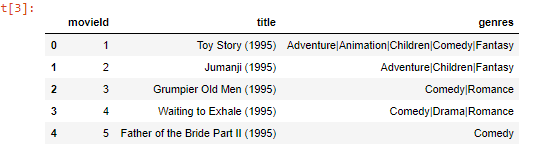 t[3]:
movieId title genres
0 1 Toy Story (1995) Adventure|Animation|Children|Comedy|Fantasy
1 2 Jumanji (1995) Adventure|Children|Fantasy
2 3 Grumpier Old Men (1995) Comedy|Romance
3 4 Waiting to Exhale (1995) Comedy|Drama|Romance
4 5 Father of the Bride Part II (1995) Comedy